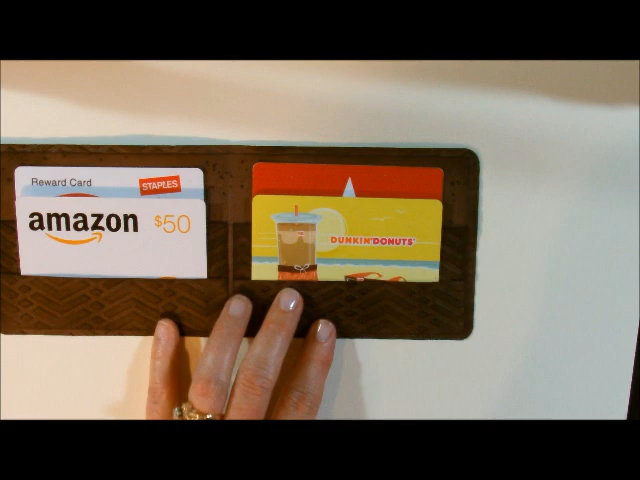 Reward Card
STAPLES
amazon
$50
DUNKIN' DONUTS'